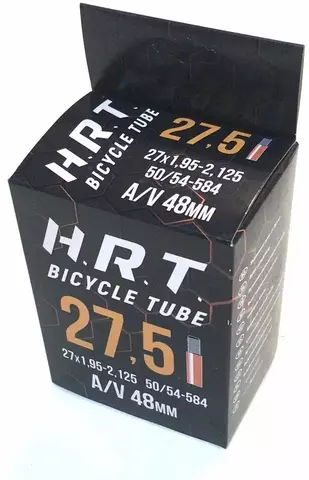 H.R.T.
BICYCLE TUBE
27,5
27x1,95-2,125
50/54-584
A/V 48MM
H.R.T.
BICYCLE TUBE
27,5
27x1,95-2,125 50/54-584
A/V 48MM